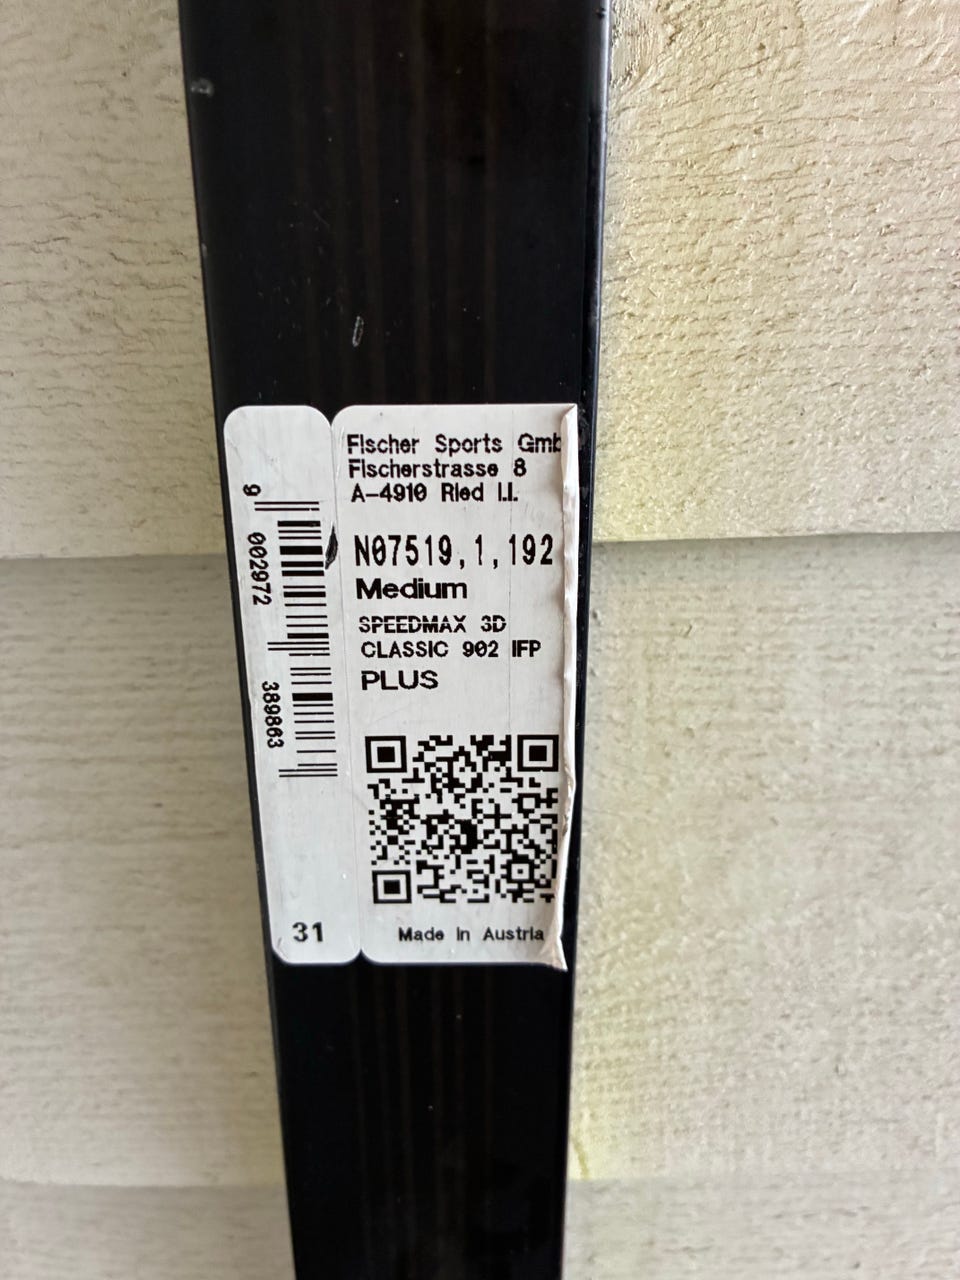 Fischer Sports Gmb
Fischerstrasse 8
A-4910 Ried I.I.
N07519,1,192
Medium
SPEEDMAX 3D
CLASSIC 902 IFP
PLUS
Made in Austria
9 002972 389863
31